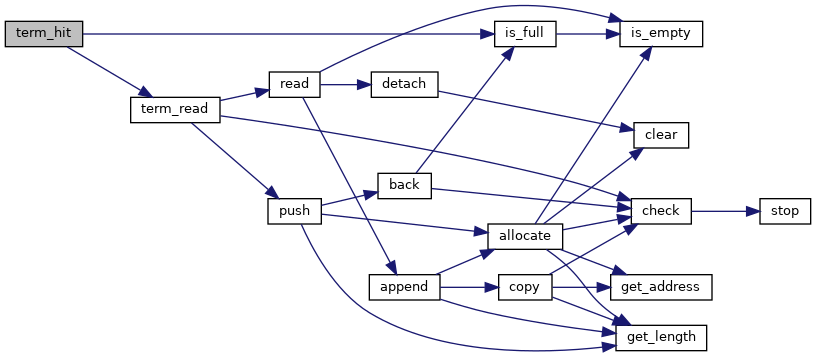 term_hit
is_full
is_empty
term_read
read
detach
clear
back
push
check
stop
allocate
append
copy
get_address
get_length